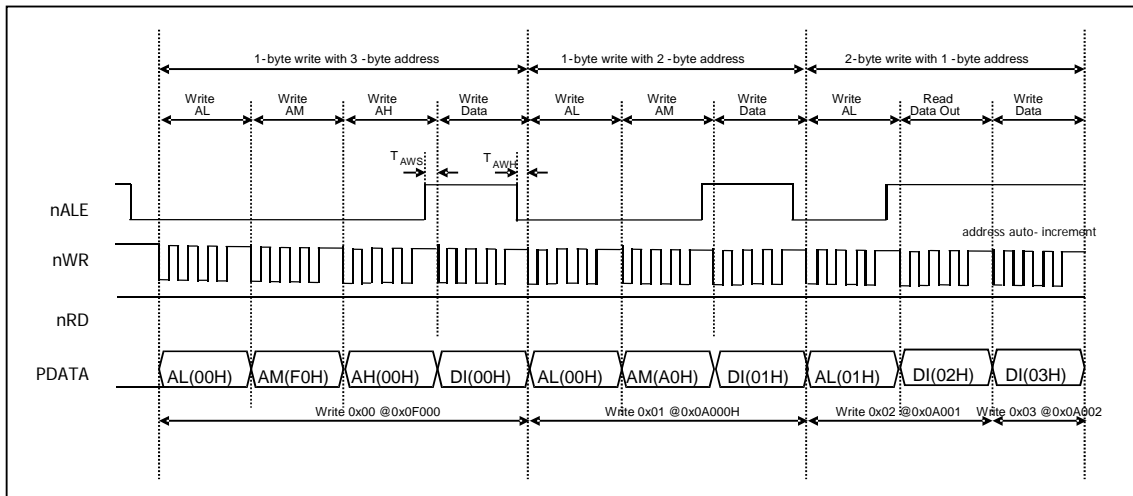 1-byte write with 3 -byte address
1-byte write with 2 -byte address
2-byte with 1 -byte address
Write AL
Write AM
Write AH
Write Data
Write AL
Write AM
Write Data
Write AL
Read Data Out
Write Data
T AWS
T AWH
nALE
address auto- increment
nWR
nRD
PDATA
AL(00H)
AM(F0H)
AH(00H)
DI(00H)
AL(00H)
AM(A0H)
DI(01H)
AL(01H)
DI(02H)
DI(03H)
Write 0x00 @0x0F000
Write 0x01 @0x0A000H
Write 0x02 @0x0A001
Write 0x03 @0x0A002